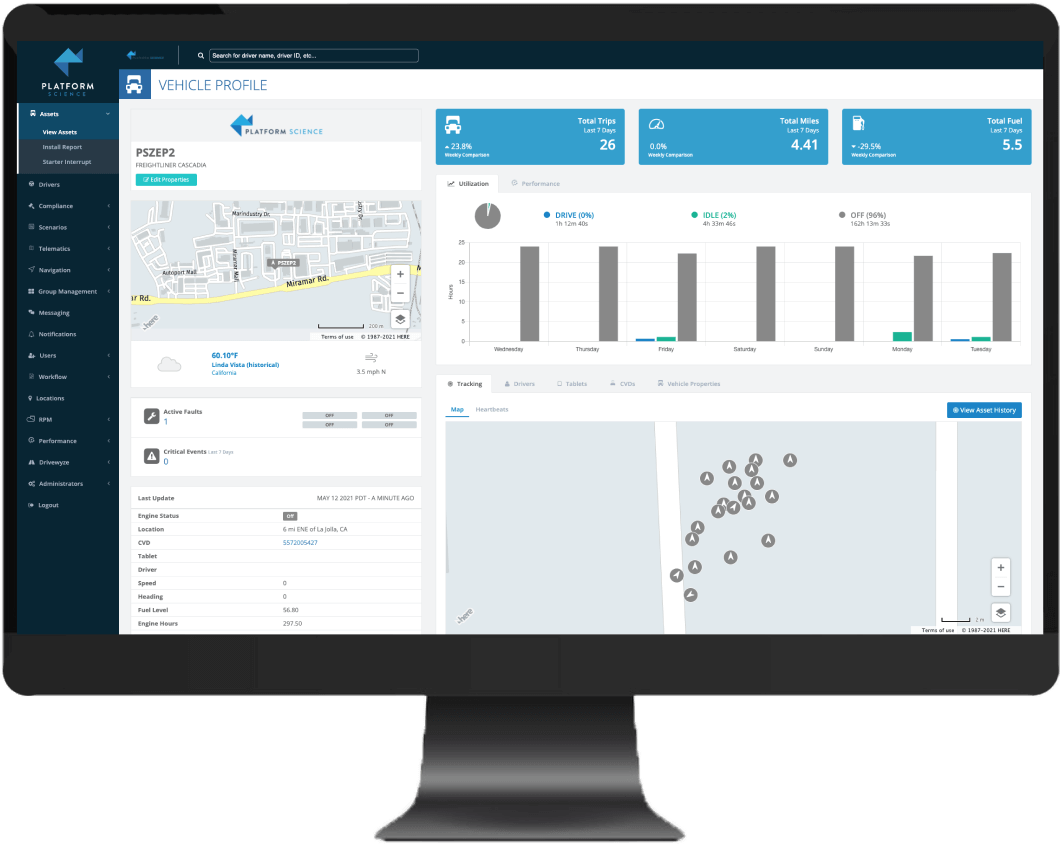 PLATFORM
SCIENCE
Search for driver name, driver ID, etc...
VEHICLE PROFILE
Assets
View Assets
Install Report
Starter Interrupt
Drivers
Compliance
Scenarios
Telematics
Navigation
Group Management
Messaging
Notifications
Users
Workflow
Locations
RPM
Performance
Drivewyze
Administrators
Logout
PLATFORM SCIENCE
PSZEP2
FREIGHTLINER CASCADIA
Edit Properties
Marindustry Dr.
Autoport Mall
Miramar Mall
PSZEP2
Miramar Rd.
ar Rd.
here
200 m
Terms of use © 1987-2021 HERE
60.10°F
Linda Vista (historical)
California
3.5 mph N
Active Faults
1
OFF OFF
OFF OFF
Critical Events Last 7 Days
0
Last Update MAY 12 2021 PDT - A MINUTE AGO
Engine Status Off
Location 6 mi ENE of La Jolla, CA
CVD 5572005427
Tablet
Driver
Speed 0
Heading 0
Fuel Level 56.80
Engine Hours 297.50
Total Trips
Last 7 Days
26
23.8%
Weekly Comparison
Total Miles
Last 7 Days
4.41
0.0%
Weekly Comparison
Total Fuel
Last 7 Days
5.5
-29.5%
Weekly Comparison
Utilization Performance
DRIVE (0%)
1h 12m 40s
IDLE (2%)
4h 33m 46s
OFF (96%)
162h 13m 33s
Hours
25
20
15
10
5
0
Wednesday Thursday Friday Saturday Sunday Monday Tuesday
Tracking Drivers Tablets CVDs Vehicle Properties
Map Heartbeats
View Asset History
here
2 m
Terms of use © 1987-2021 HERE